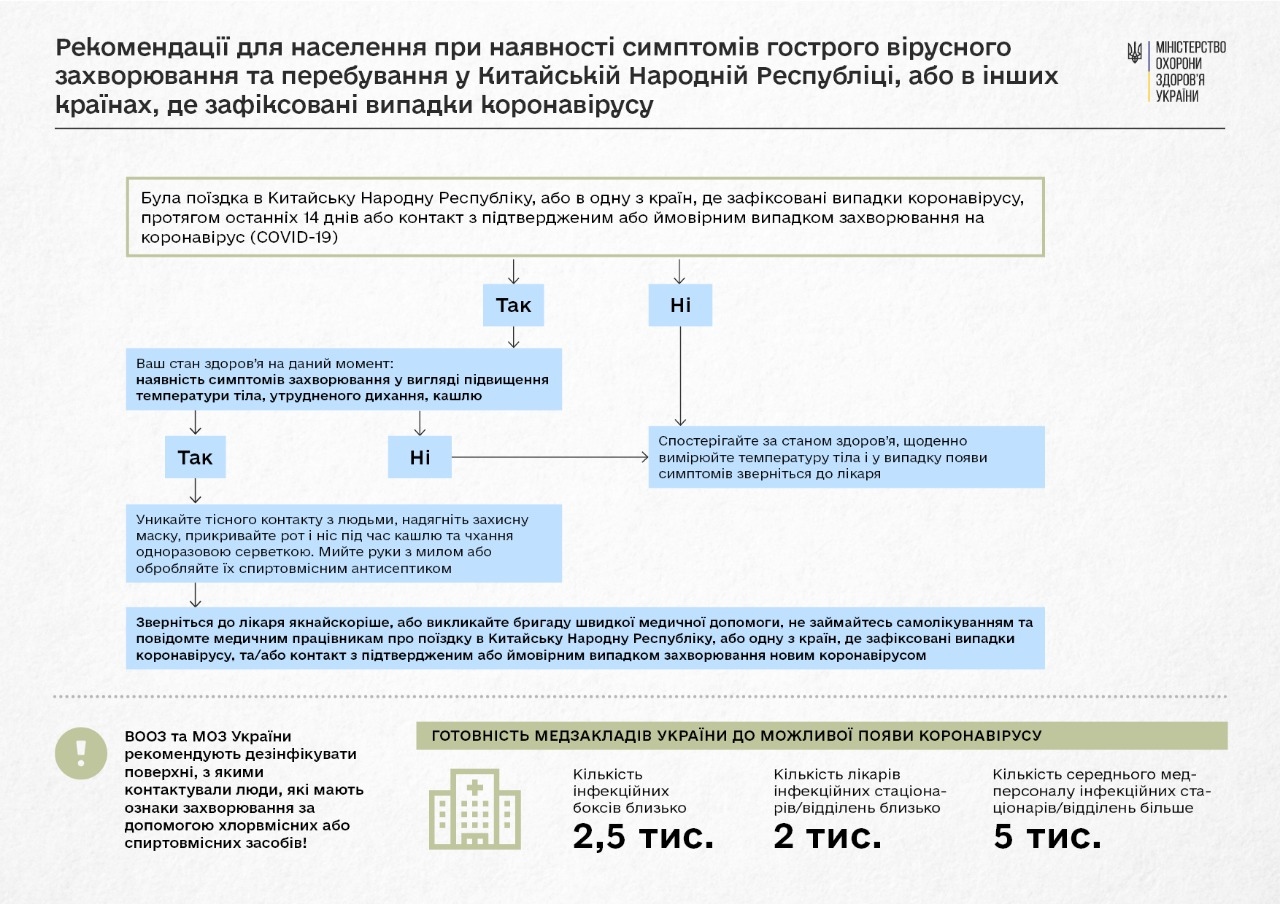 Рекомендації для населення при наявності симптомів гострого вірусного
захворювання та перебування у Китайській Народній Республіці, або в інших
країнах, де зафіксовані випадки коронавірусу
МІНІСТЕРСТВО
ОХОРОНИ
ЗДОРОВ'Я
УКРАЇНИ
Була поїздка в Китайську Народну Республіку, або в одну з країн, де зафіксовані випадки коронавірусу,
протягом останніх 14 днів або контакт з підтвердженим або ймовірним випадком захворювання на
коронавірус (COVID-19)
Так
Ні
Ваш стан здоров'я на даний момент:
наявність симптомів захворювання у вигляді підвищення
температури тіла, утрудненого дихання, кашлю
Так
Ні
Спостерігайте за станом здоров'я, щоденно
вимірюйте температуру тіла і у випадку появи
симптомів зверніться до лікаря
Уникайте тісного контакту з людьми, надягніть захисну
маску, прикривайте рот і ніс під час кашлю та чхання
одноразовою серветкою. Мийте руки з милом або
обробляйте їх спиртовмісним антисептиком
Зверніться до лікаря якнайскоріше, або викликайте бригаду швидкої медичної допомоги, не займайтесь самолікуванням та
повідомте медичним працівникам про поїздку в Китайську Народну Республіку, або одну з країн, де зафіксовані випадки
коронавірусу, та/або контакт з підтвердженим або ймовірним випадком захворювання новим коронавірусом
!
ВООЗ та МОЗ України
рекомендують дезінфікувати
поверхні, з якими
контактували люди, які мають
ознаки захворювання за
допомогою хлорвмісних або
спиртовмісних засобів!
ГОТОВНІСТЬ МЕДЗАКЛАДІВ УКРАЇНИ ДО МОЖЛИВОЇ ПОЯВИ КОРОНАВІРУСУ
Кількість
інфекційних
боксів близько
2,5 тис.
Кількість лікарів
інфекційних стаціона-
рів/відділень близько
2 тис.
Кількість середнього мед-
персоналу інфекційних ста-
ціонарів/відділень більше
5 тис.